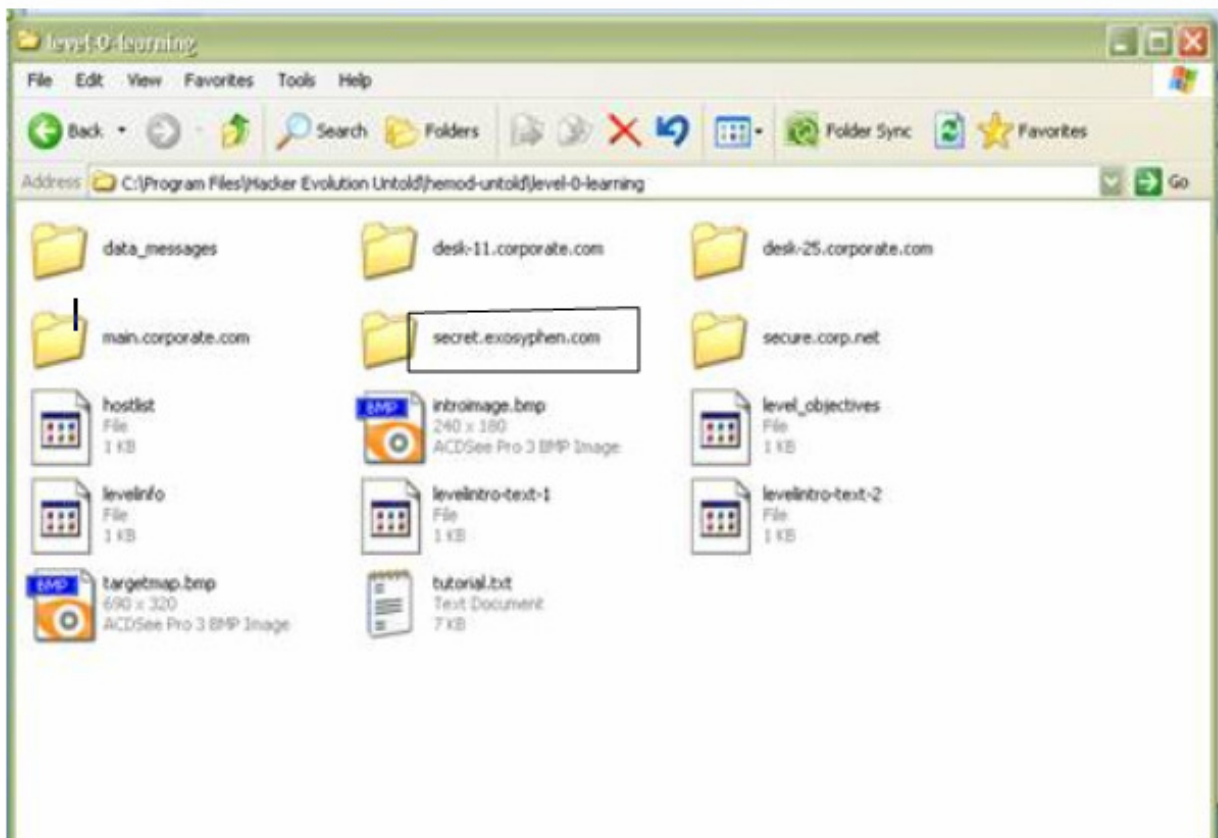 level-0-learning
File Edit View Favorites Tools Help
Back Search Folders Folder Sync Favorites
Address C:\Program Files\Hacker Evolution Untold\hemod-untold\level-0-learning Go
data_messages
desk-11.corporate.com
desk-25.corporate.com
main.corporate.com
secret.exosyphen.com
secure.corp.net
hostlist
File
1 KB
BMP
introimage.bmp
240 x 180
ACDSee Pro 3 BMP Image
level_objectives
File
1 KB
levelinfo
File
1 KB
levelintro-text-1
File
1 KB
levelintro-text-2
File
1 KB
BMP
targetmap.bmp
690 x 320
ACDSee Pro 3 BMP Image
tutorial.txt
Text Document
7 KB